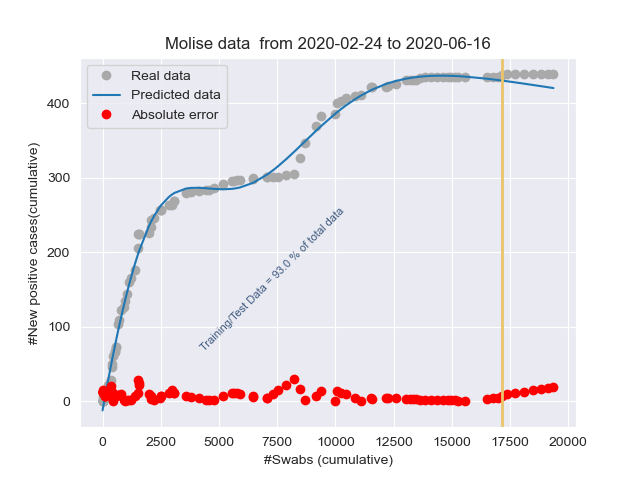 Molise data  from 2020-02-24 to 2020-06-16
Real data
Predicted data
Absolute error
#New positive cases(cumulative)
400
300
200
100
0
Training/Test Data = 93.0 % of total data
0 2500 5000 7500 10000 12500 15000 17500 20000
#Swabs (cumulative)